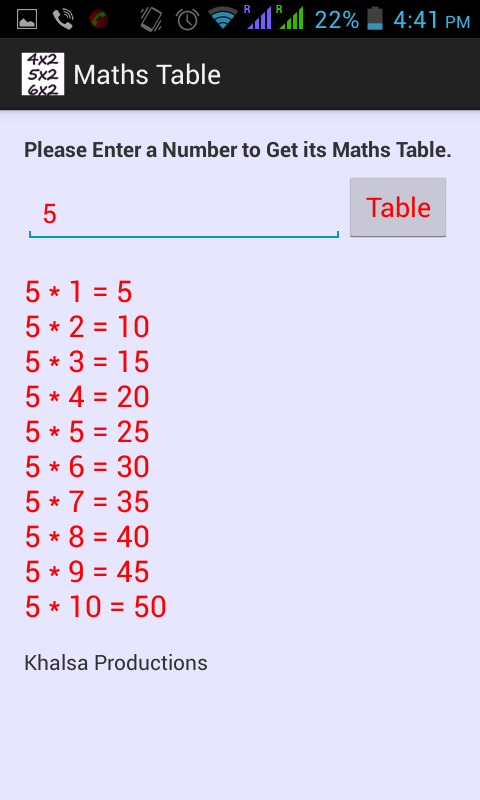 R R 22% 4:41 PM
4x2
5x2
6x2
Maths Table
Please Enter a Number to Get its Maths Table.
5
Table
5 * 1 = 5
5 * 2 = 10
5 * 3 = 15
5 * 4 = 20
5 * 5 = 25
5 * 6 = 30
5 * 7 = 35
5 * 8 = 40
5 * 9 = 45
5 * 10 = 50
Khalsa Productions